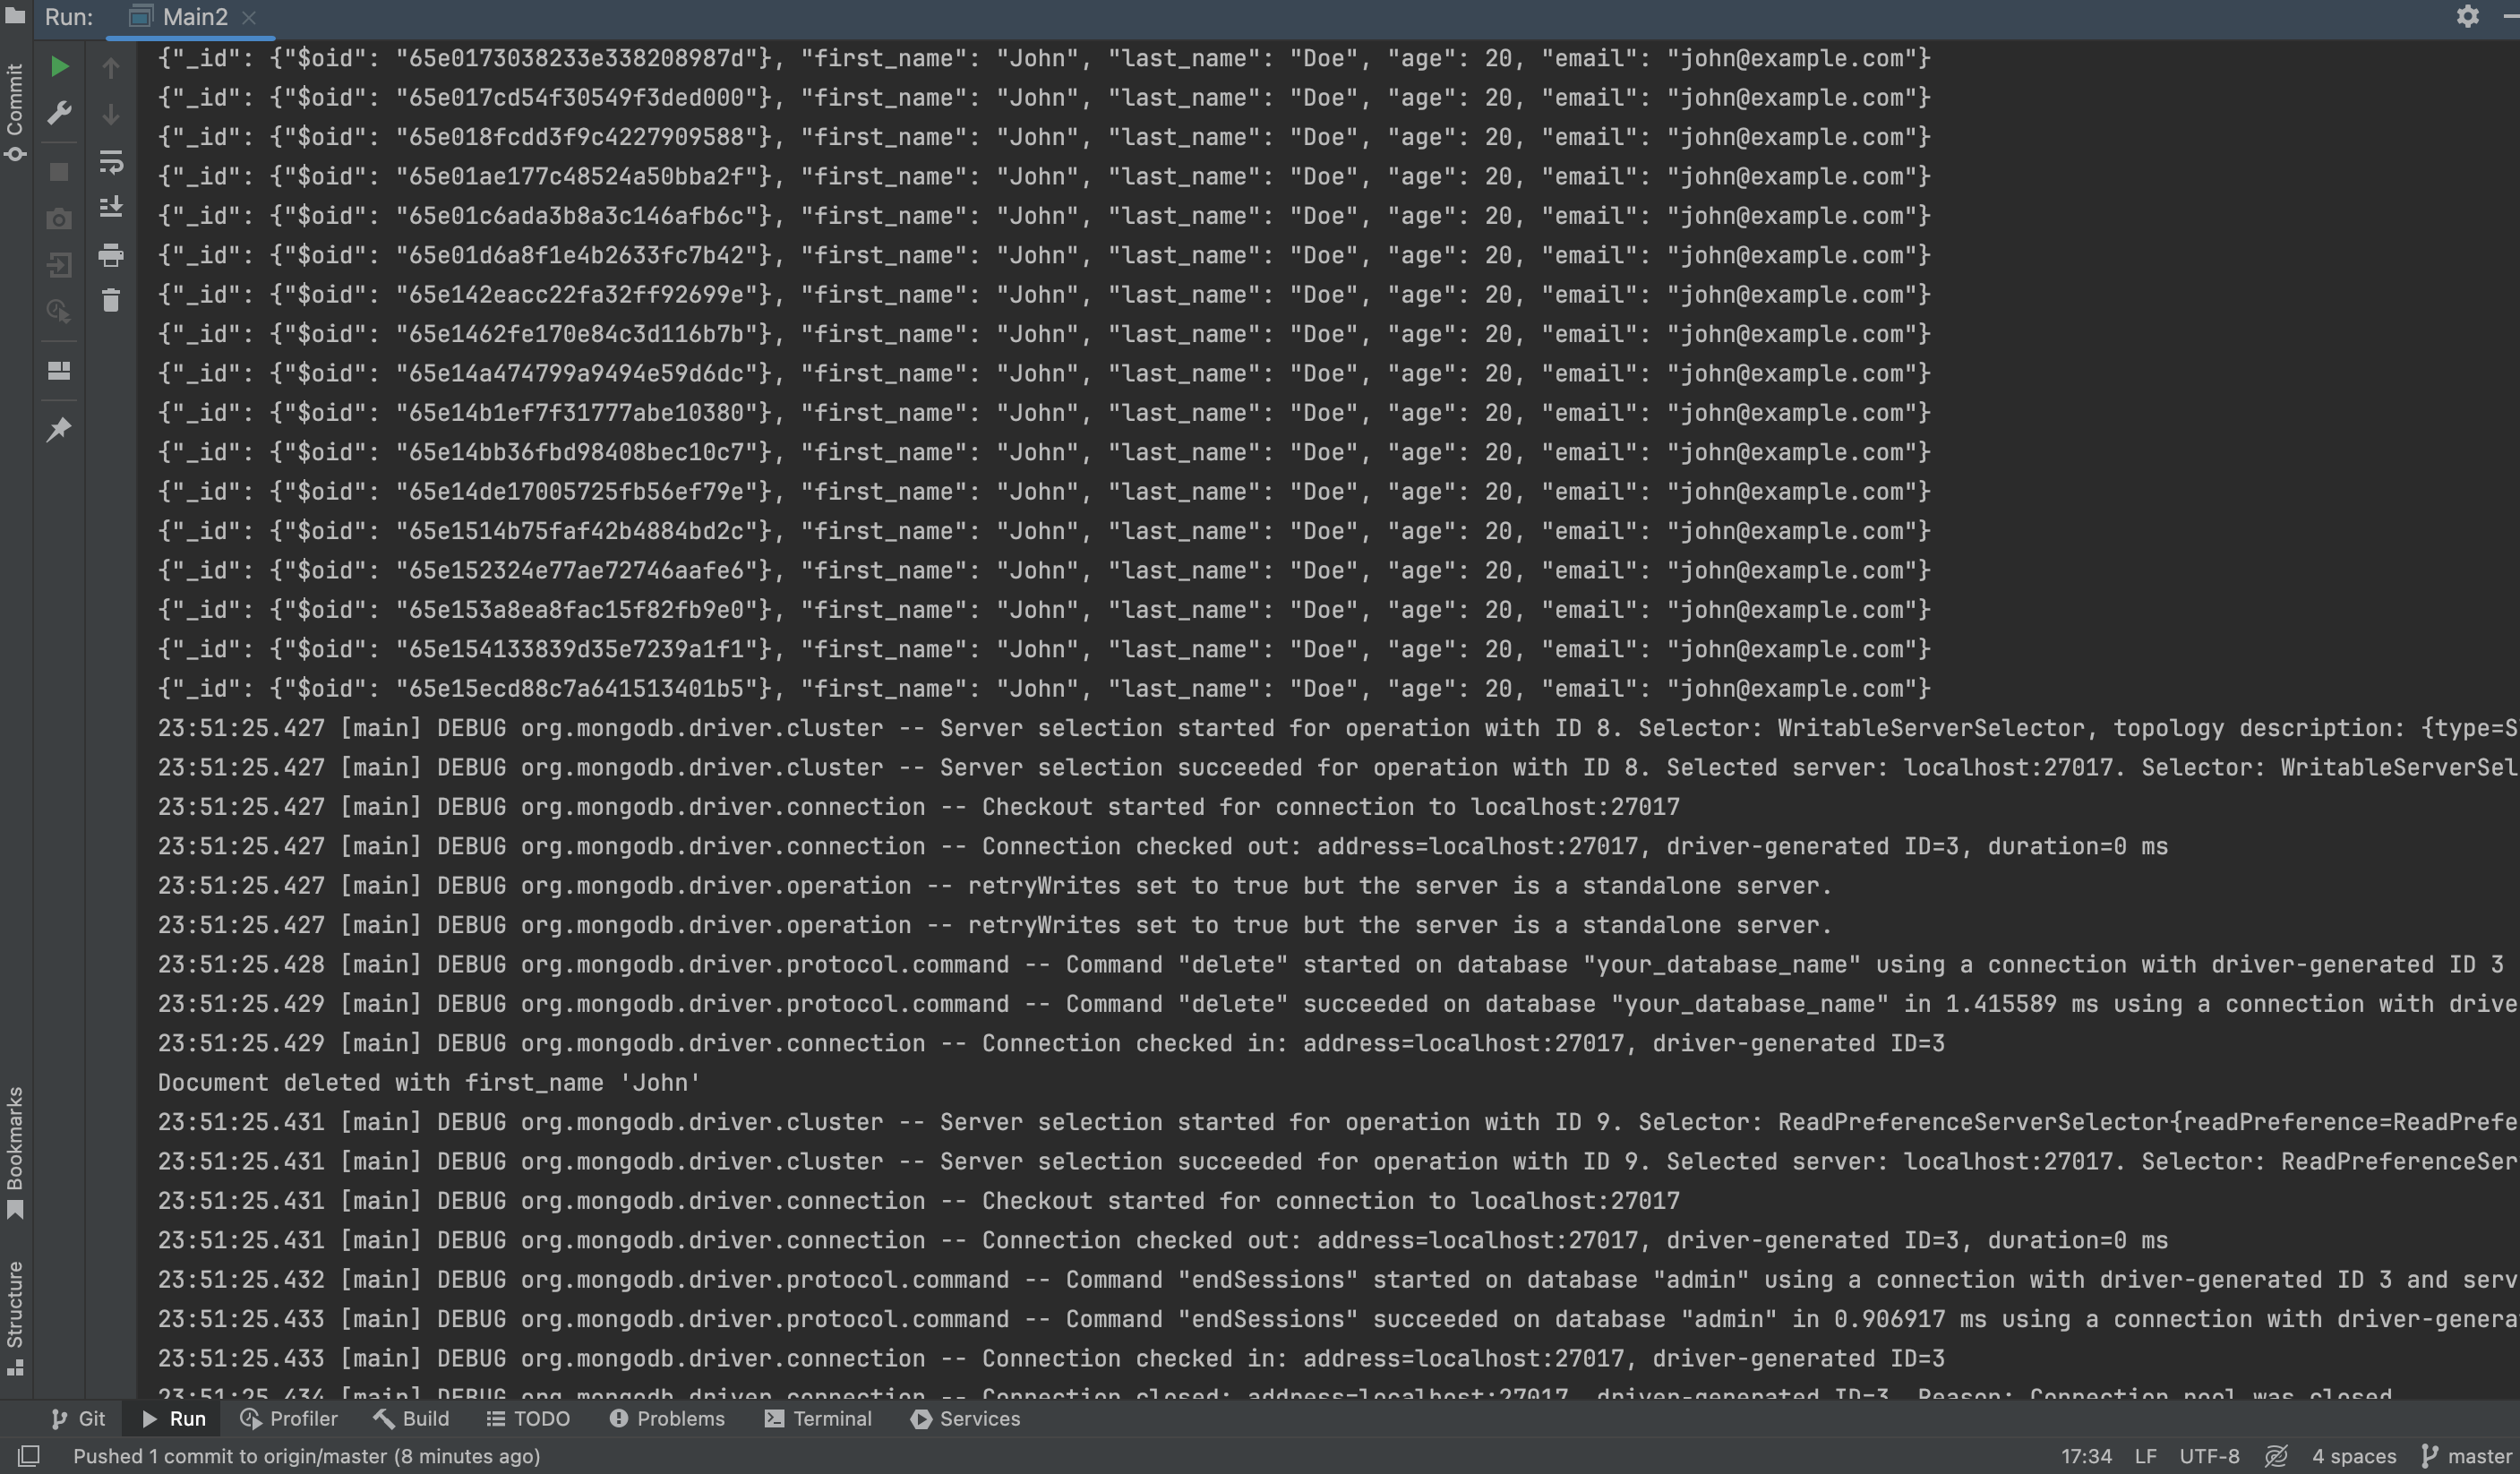 Run: Main2
Commit
{"_id": {"$oid": "65e0173038233e338208987d"}, "first_name": "John", "last_name": "Doe", "age": 20, "email": "john@example.com"}
{"_id": {"$oid": "65e017cd54f30549f3ded000"}, "first_name": "John", "last_name": "Doe", "age": 20, "email": "john@example.com"}
{"_id": {"$oid": "65e018fcdd3f9c4227909588"}, "first_name": "John", "last_name": "Doe", "age": 20, "email": "john@example.com"}
{"_id": {"$oid": "65e01ae177c48524a50bba2f"}, "first_name": "John", "last_name": "Doe", "age": 20, "email": "john@example.com"}
{"_id": {"$oid": "65e01c6ada3b8a3c146afb6c"}, "first_name": "John", "last_name": "Doe", "age": 20, "email": "john@example.com"}
{"_id": {"$oid": "65e01d6a8f1e4b2633fc7b42"}, "first_name": "John", "last_name": "Doe", "age": 20, "email": "john@example.com"}
{"_id": {"$oid": "65e142eacc22fa32ff92699e"}, "first_name": "John", "last_name": "Doe", "age": 20, "email": "john@example.com"}
{"_id": {"$oid": "65e1462fe170e84c3d116b7b"}, "first_name": "John", "last_name": "Doe", "age": 20, "email": "john@example.com"}
{"_id": {"$oid": "65e14a474799a9494e59d6dc"}, "first_name": "John", "last_name": "Doe", "age": 20, "email": "john@example.com"}
{"_id": {"$oid": "65e14b1ef7f31777abe10380"}, "first_name": "John", "last_name": "Doe", "age": 20, "email": "john@example.com"}
{"_id": {"$oid": "65e14bb36fbd98408bec10c7"}, "first_name": "John", "last_name": "Doe", "age": 20, "email": "john@example.com"}
{"_id": {"$oid": "65e14de17005725fb56ef79e"}, "first_name": "John", "last_name": "Doe", "age": 20, "email": "john@example.com"}
{"_id": {"$oid": "65e1514b75faf42b4884bd2c"}, "first_name": "John", "last_name": "Doe", "age": 20, "email": "john@example.com"}
{"_id": {"$oid": "65e152324e77ae72746aafe6"}, "first_name": "John", "last_name": "Doe", "age": 20, "email": "john@example.com"}
{"_id": {"$oid": "65e153a8ea8fac15f82fb9e0"}, "first_name": "John", "last_name": "Doe", "age": 20, "email": "john@example.com"}
{"_id": {"$oid": "65e154133839d35e7239a1f1"}, "first_name": "John", "last_name": "Doe", "age": 20, "email": "john@example.com"}
{"_id": {"$oid": "65e15ecd88c7a641513401b5"}, "first_name": "John", "last_name": "Doe", "age": 20, "email": "john@example.com"}
23:51:25.427 [main] DEBUG org.mongodb.driver.cluster -- Server selection started for operation with ID 8. Selector: WritableServerSelector, topology description: {type=S
23:51:25.427 [main] DEBUG org.mongodb.driver.cluster -- Server selection succeeded for operation with ID 8. Selected server: localhost:27017. Selector: WritableServerSel
23:51:25.427 [main] DEBUG org.mongodb.driver.connection -- Checkout started for connection to localhost:27017
23:51:25.427 [main] DEBUG org.mongodb.driver.connection -- Connection checked out: address=localhost:27017, driver-generated ID=3, duration=0 ms
23:51:25.427 [main] DEBUG org.mongodb.driver.operation -- retryWrites set to true but the server is a standalone server.
23:51:25.427 [main] DEBUG org.mongodb.driver.operation -- retryWrites set to true but the server is a standalone server.
23:51:25.428 [main] DEBUG org.mongodb.driver.protocol.command -- Command "delete" started on database "your_database_name" using a connection with driver-generated ID 3
23:51:25.429 [main] DEBUG org.mongodb.driver.protocol.command -- Command "delete" succeeded on database "your_database_name" in 1.415589 ms using a connection with drive
23:51:25.429 [main] DEBUG org.mongodb.driver.connection -- Connection checked in: address=localhost:27017, driver-generated ID=3
Document deleted with first_name 'John'
23:51:25.431 [main] DEBUG org.mongodb.driver.cluster -- Server selection started for operation with ID 9. Selector: ReadPreferenceServerSelector{readPreference=ReadPrefe
23:51:25.431 [main] DEBUG org.mongodb.driver.cluster -- Server selection succeeded for operation with ID 9. Selected server: localhost:27017. Selector: ReadPreferenceSer
23:51:25.431 [main] DEBUG org.mongodb.driver.connection -- Checkout started for connection to localhost:27017
23:51:25.431 [main] DEBUG org.mongodb.driver.connection -- Connection checked out: address=localhost:27017, driver-generated ID=3, duration=0 ms
23:51:25.432 [main] DEBUG org.mongodb.driver.protocol.command -- Command "endSessions" started on database "admin" using a connection with driver-generated ID 3 and serv
23:51:25.433 [main] DEBUG org.mongodb.driver.protocol.command -- Command "endSessions" succeeded on database "admin" in 0.906917 ms using a connection with driver-genera
23:51:25.433 [main] DEBUG org.mongodb.driver.connection -- Connection checked in: address=localhost:27017, driver-generated ID=3
23:51:25.434 [main] DEBUG org.mongodb.driver.connection -- Connection closed: address=localhost:27017, driver-generated ID=3. Reason: Connection pool was closed.
Bookmarks
Structure
Git Run Profiler Build TODO Problems Terminal Services
Pushed 1 commit to origin/master (8 minutes ago) 17:34 LF UTF-8 4 spaces master